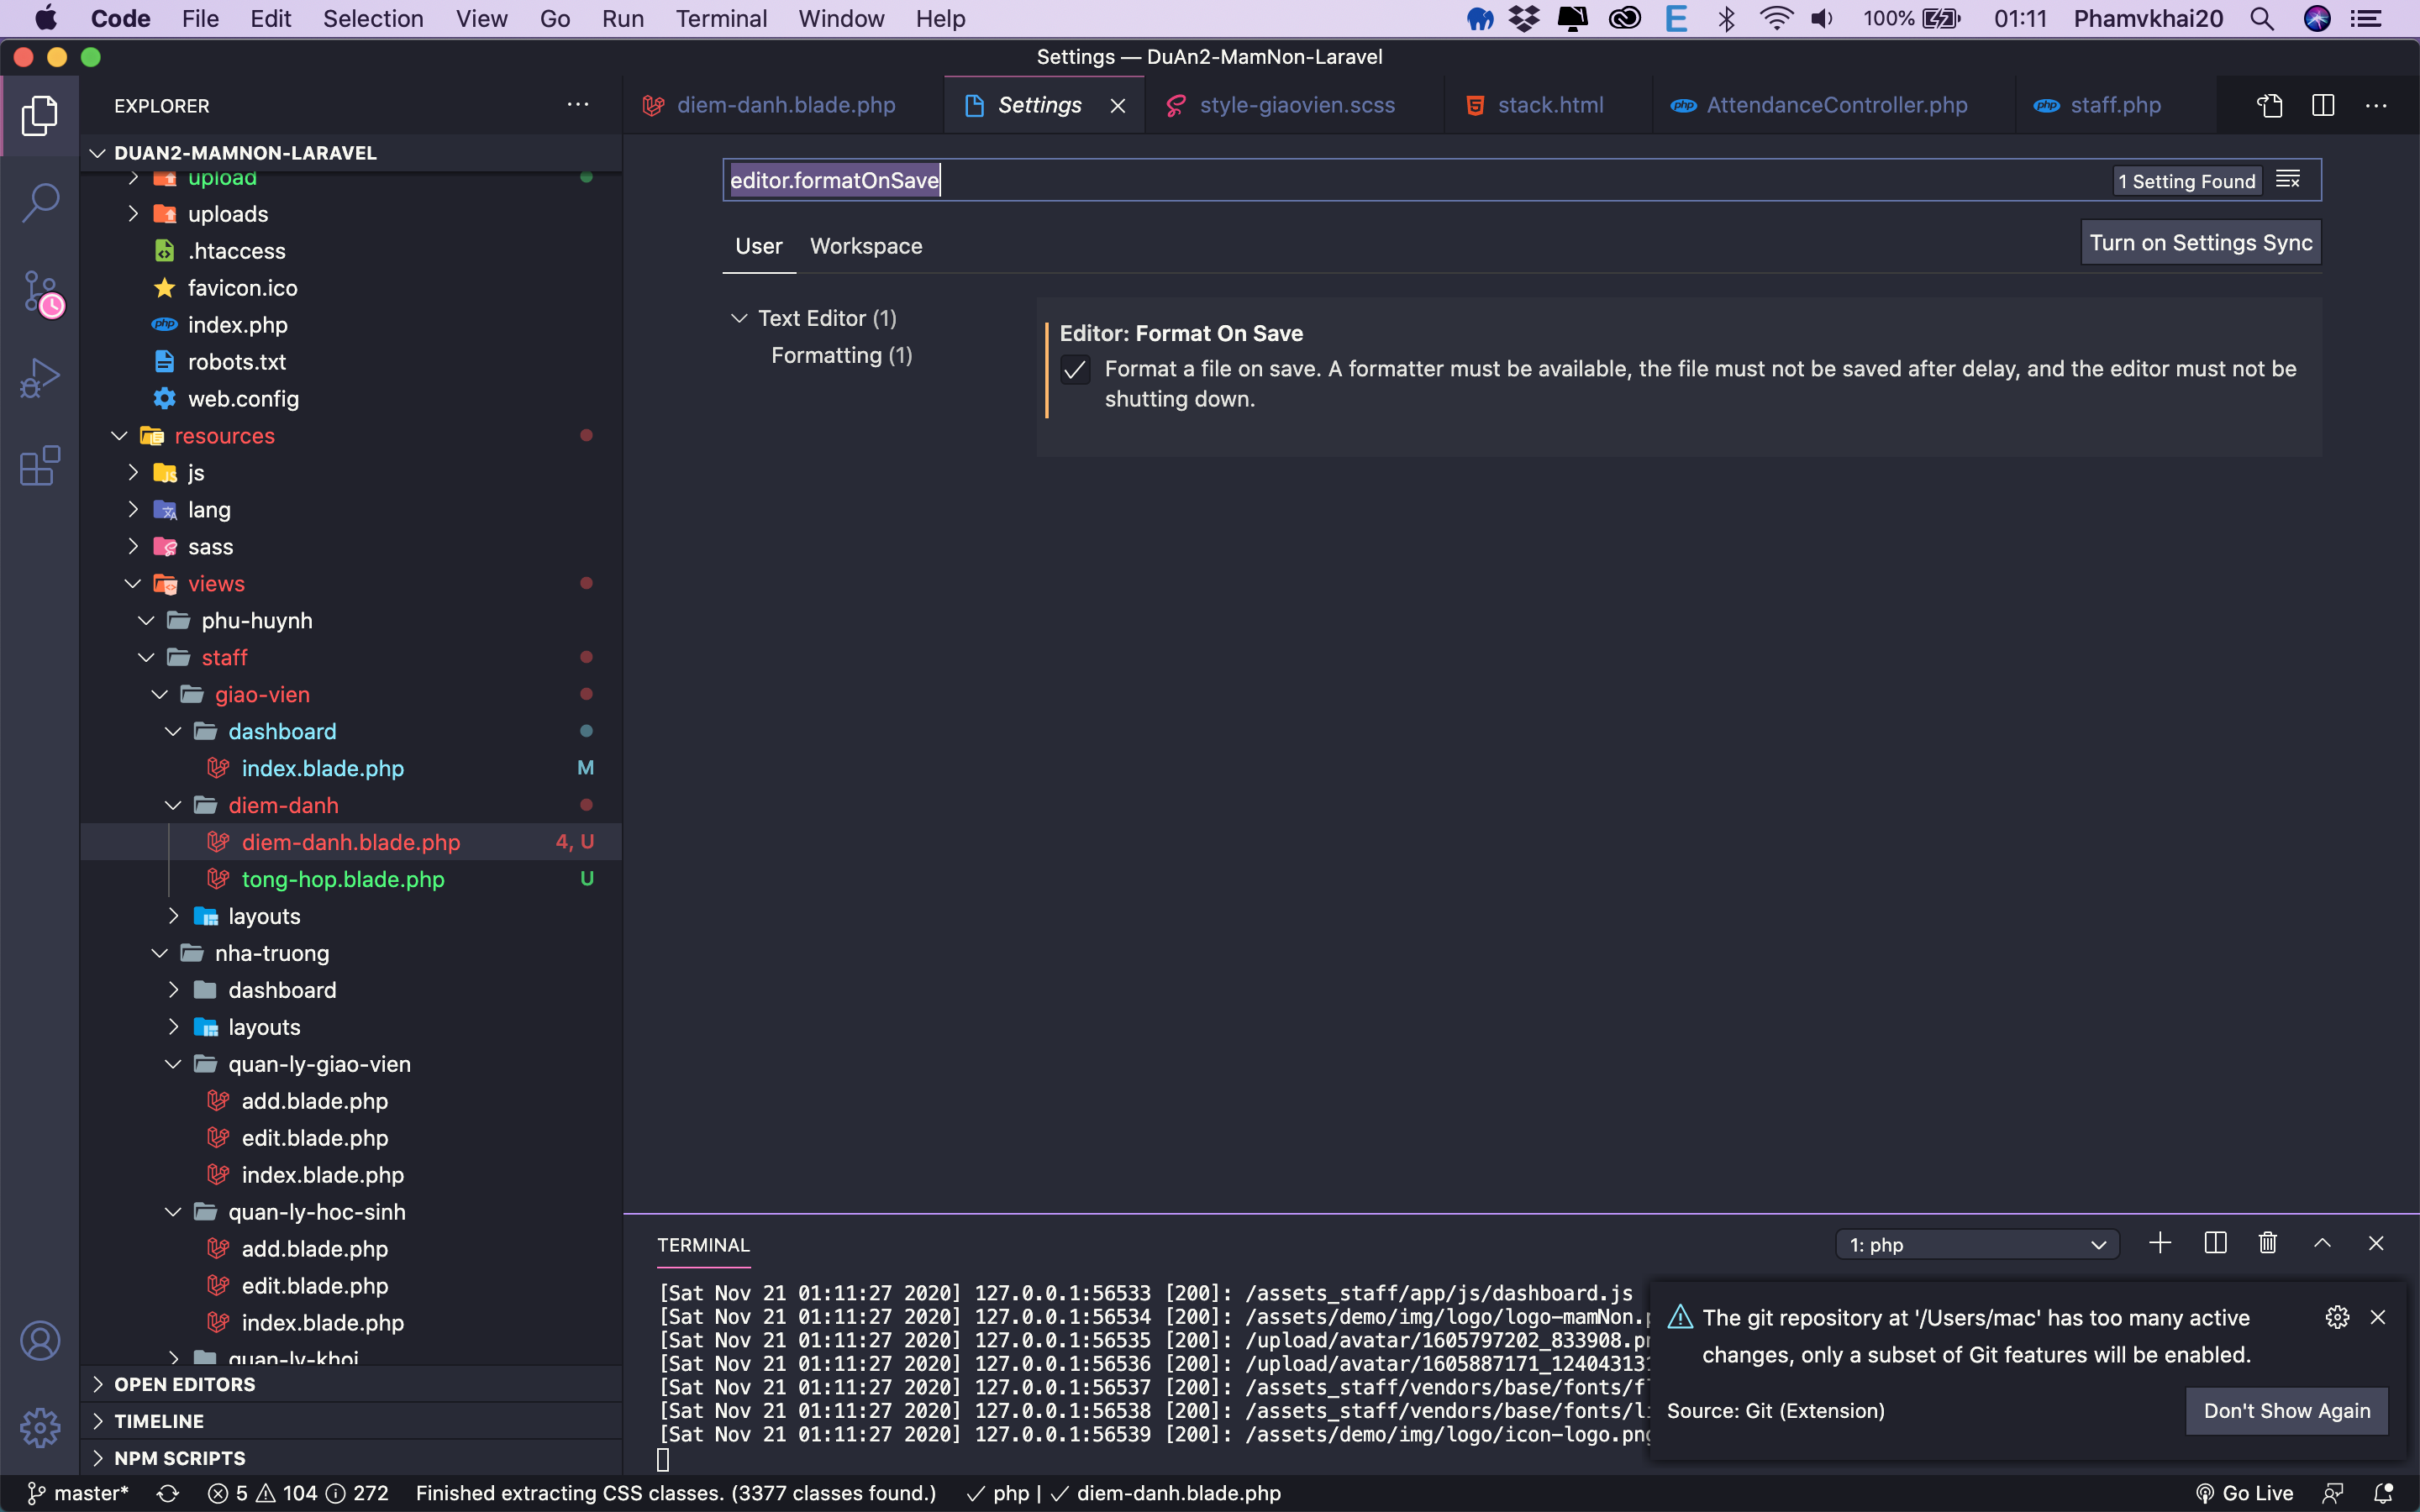 Code File Edit Selection View Go Run Terminal Window Help 100% 01:11 Phamvkhai20
Settings — DuAn2-MamNon-Laravel
EXPLORER
diem-danh.blade.php Settings style-giaovien.scss stack.html AttendanceController.php staff.php
DUAN2-MAMNON-LARAVEL
upload
uploads
.htaccess
favicon.ico
index.php
robots.txt
web.config
resources
js
lang
sass
views
phu-huynh
staff
giao-vien
dashboard
index.blade.php M
diem-danh
diem-danh.blade.php 4, U
tong-hop.blade.php U
layouts
nha-truong
dashboard
layouts
quan-ly-giao-vien
add.blade.php
edit.blade.php
index.blade.php
quan-ly-hoc-sinh
add.blade.php
edit.blade.php
index.blade.php
quan-ly-khoi
OPEN EDITORS
TIMELINE
NPM SCRIPTS
editor.formatOnSave
1 Setting Found
User Workspace
Turn on Settings Sync
Text Editor (1)
Formatting (1)
Editor: Format On Save
Format a file on save. A formatter must be available, the file must not be saved after delay, and the editor must not be
shutting down.
TERMINAL
1: php
[Sat Nov 21 01:11:27 2020] 127.0.0.1:56533 [200]: /assets_staff/app/js/dashboard.js
[Sat Nov 21 01:11:27 2020] 127.0.0.1:56534 [200]: /assets/demo/img/logo/logo-mamNon.p
[Sat Nov 21 01:11:27 2020] 127.0.0.1:56535 [200]: /upload/avatar/1605797202_833908.pn
[Sat Nov 21 01:11:27 2020] 127.0.0.1:56536 [200]: /upload/avatar/1605887171_12404313
[Sat Nov 21 01:11:27 2020] 127.0.0.1:56537 [200]: /assets_staff/vendors/base/fonts/f
[Sat Nov 21 01:11:27 2020] 127.0.0.1:56538 [200]: /assets_staff/vendors/base/fonts/l
[Sat Nov 21 01:11:27 2020] 127.0.0.1:56539 [200]: /assets/demo/img/logo/icon-logo.png
The git repository at '/Users/mac' has too many active
changes, only a subset of Git features will be enabled.
Source: Git (Extension)
Don't Show Again
master* 5 104 272 Finished extracting CSS classes. (3377 classes found.) php | diem-danh.blade.php Go Live